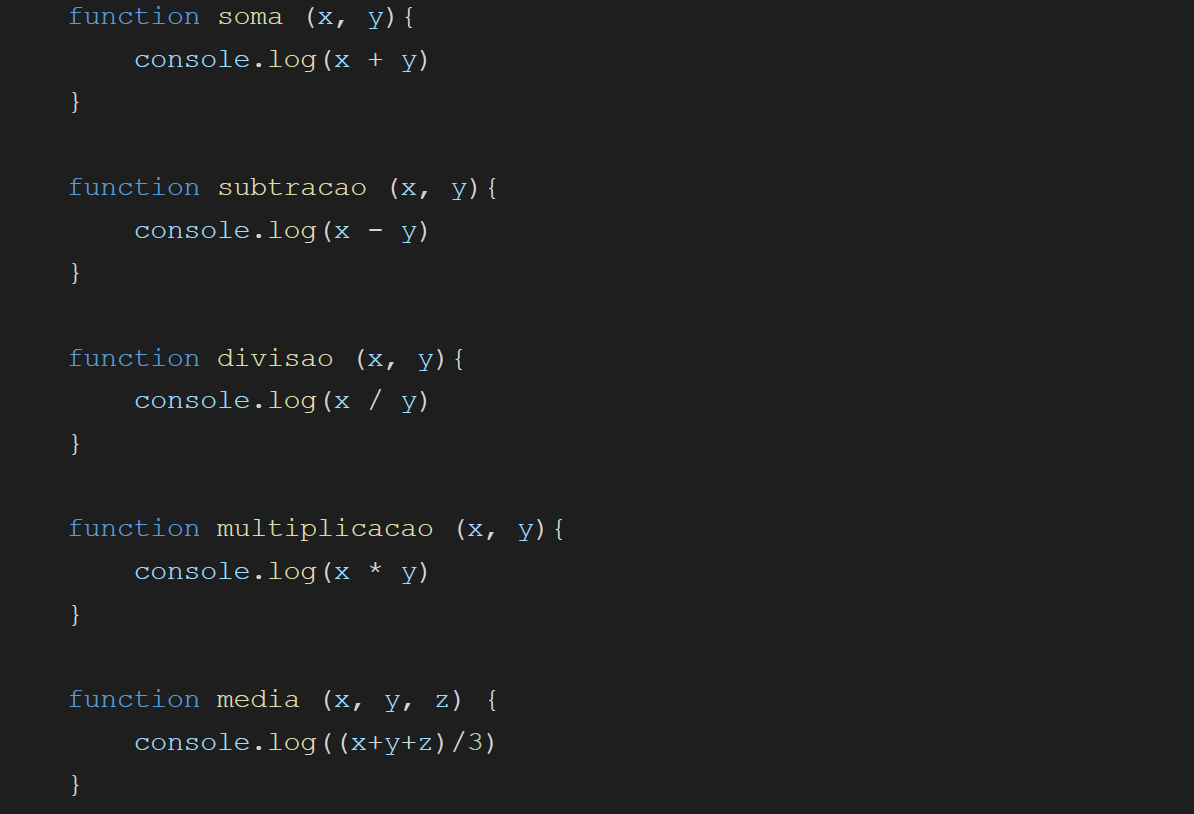 function soma (x, y){
console.log(x + y)
}
function subtracao (x, y){
console.log(x - y)
}
function divisao (x, y){
console.log(x / y)
}
function multiplicacao (x, y){
console.log(x * y)
}
function media (x, y, z) {
console.log((x+y+z)/3)
}